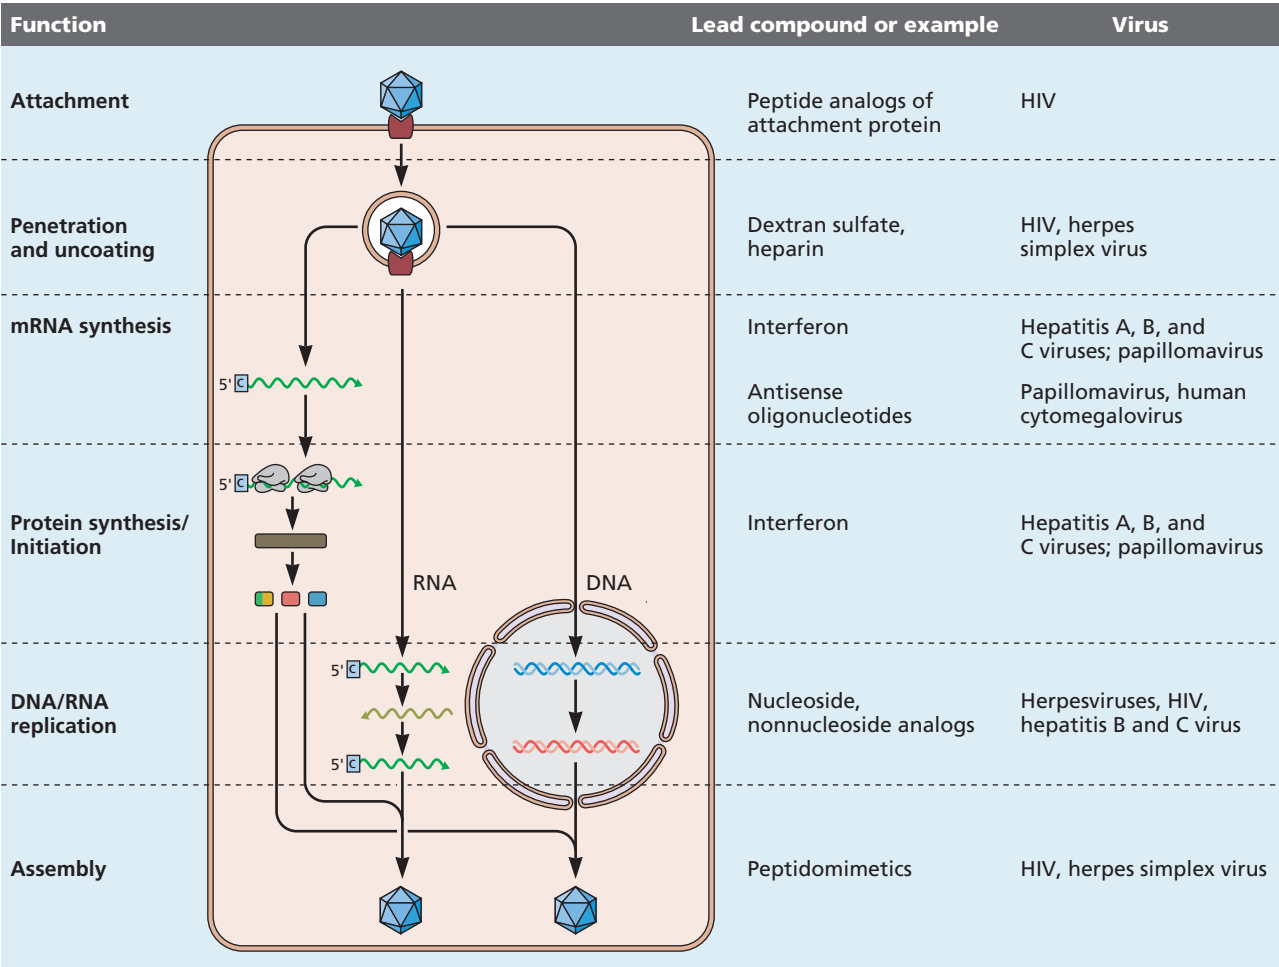 Function
Lead compound or example
Virus
Attachment
Peptide analogs of
attachment protein
HIV
Penetration
and uncoating
Dextran sulfate,
heparin
HIV, herpes
simplex virus
mRNA synthesis
Interferon
Hepatitis A, B, and
C viruses; papillomavirus
5' C
Antisense
oligonucleotides
Papillomavirus, human
cytomegalovirus
5' C
Protein synthesis/
Initiation
Interferon
Hepatitis A, B, and
C viruses; papillomavirus
RNA
DNA
5' C
DNA/RNA
replication
Nucleoside,
nonnucleoside analogs
Herpesviruses, HIV,
hepatitis B and C virus
5' C
Assembly
Peptidomimetics
HIV, herpes simplex virus